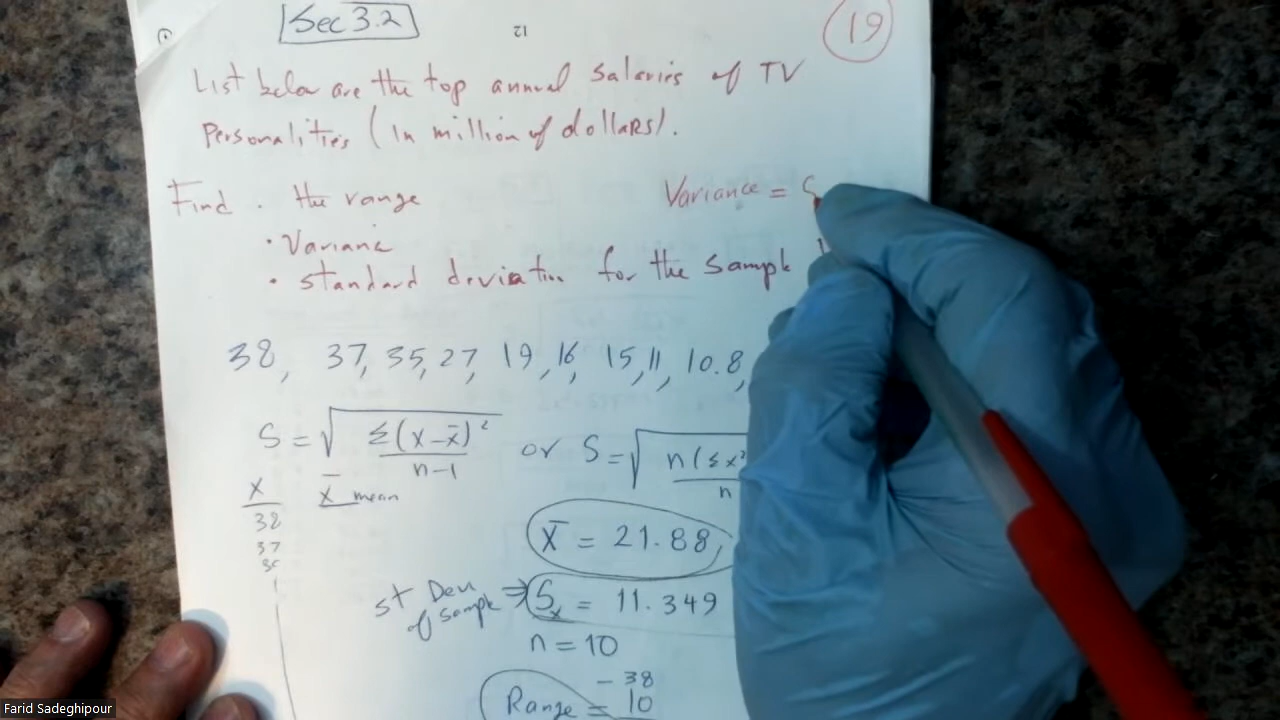 Sec 3.2
12
19
List below are the top annual salaries of TV
Personalities (in million of dollars).
Find . the range
Variance = S
. Variance
. standard deviation for the sample
38, 37, 35, 27, 19, 16, 15, 11, 10.8,
S = √ Σ(x-x̄)² / n-1 or S = √ n(Σx² / n
x x̄ mean
38
37
x̄ = 21.88
st Dev of sample ⇒ Sx = 11.349
n = 10
Range = - 38 10
Farid Sadeghipour